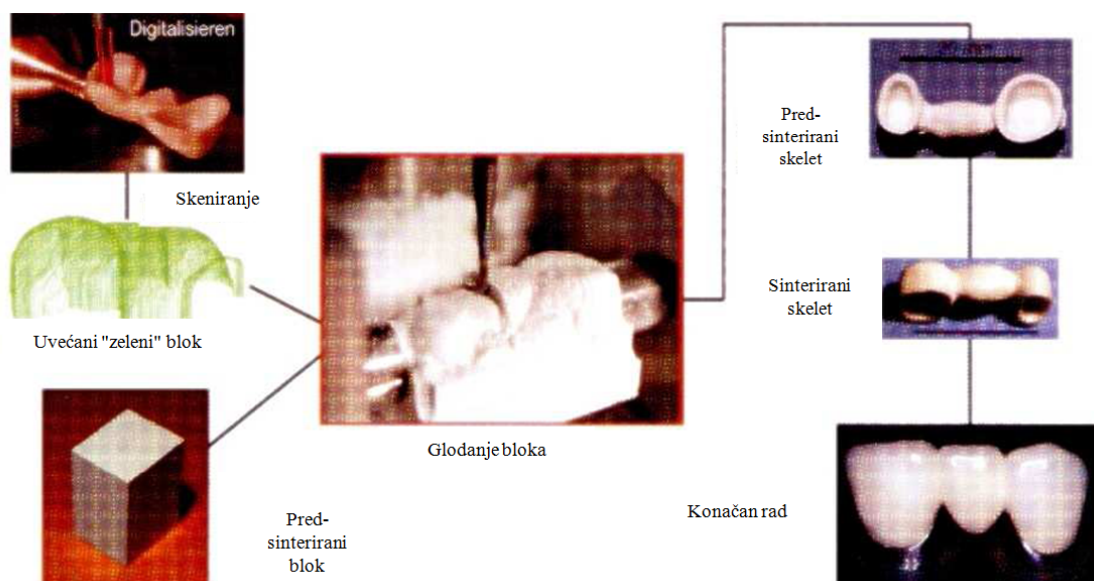 Digitalisieren
Skeniranje
Uvećani "zeleni" blok
Pred-
sinterirani
blok
Glodanje bloka
Pred-
sinterirani
skelet
Sinterirani
skelet
Konačan rad